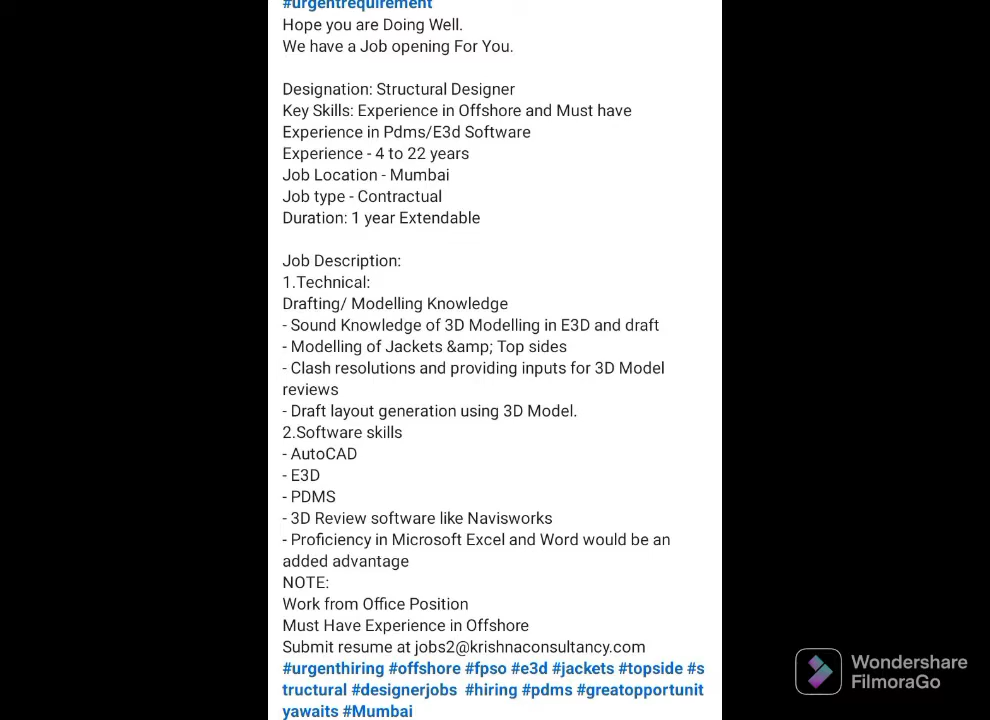 #urgentrequirement
Hope you are Doing Well.
We have a Job opening For You.
Designation: Structural Designer
Key Skills: Experience in Offshore and Must have
Experience in Pdms/E3d Software
Experience - 4 to 22 years
Job Location - Mumbai
Job type - Contractual
Duration: 1 year Extendable
Job Description:
1.Technical:
Drafting/ Modelling Knowledge
- Sound Knowledge of 3D Modelling in E3D and draft
- Modelling of Jackets &amp; Top sides
- Clash resolutions and providing inputs for 3D Model
reviews
- Draft layout generation using 3D Model.
2.Software skills
- AutoCAD
- E3D
- PDMS
- 3D Review software like Navisworks
- Proficiency in Microsoft Excel and Word would be an
added advantage
NOTE:
Work from Office Position
Must Have Experience in Offshore
Submit resume at jobs2@krishnaconsultancy.com
#urgenthiring #offshore #fpso #e3d #jackets #topside #s
tructural #designerjobs  #hiring #pdms #greatopportunit
yawaits #Mumbai
Wondershare
FilmoraGo